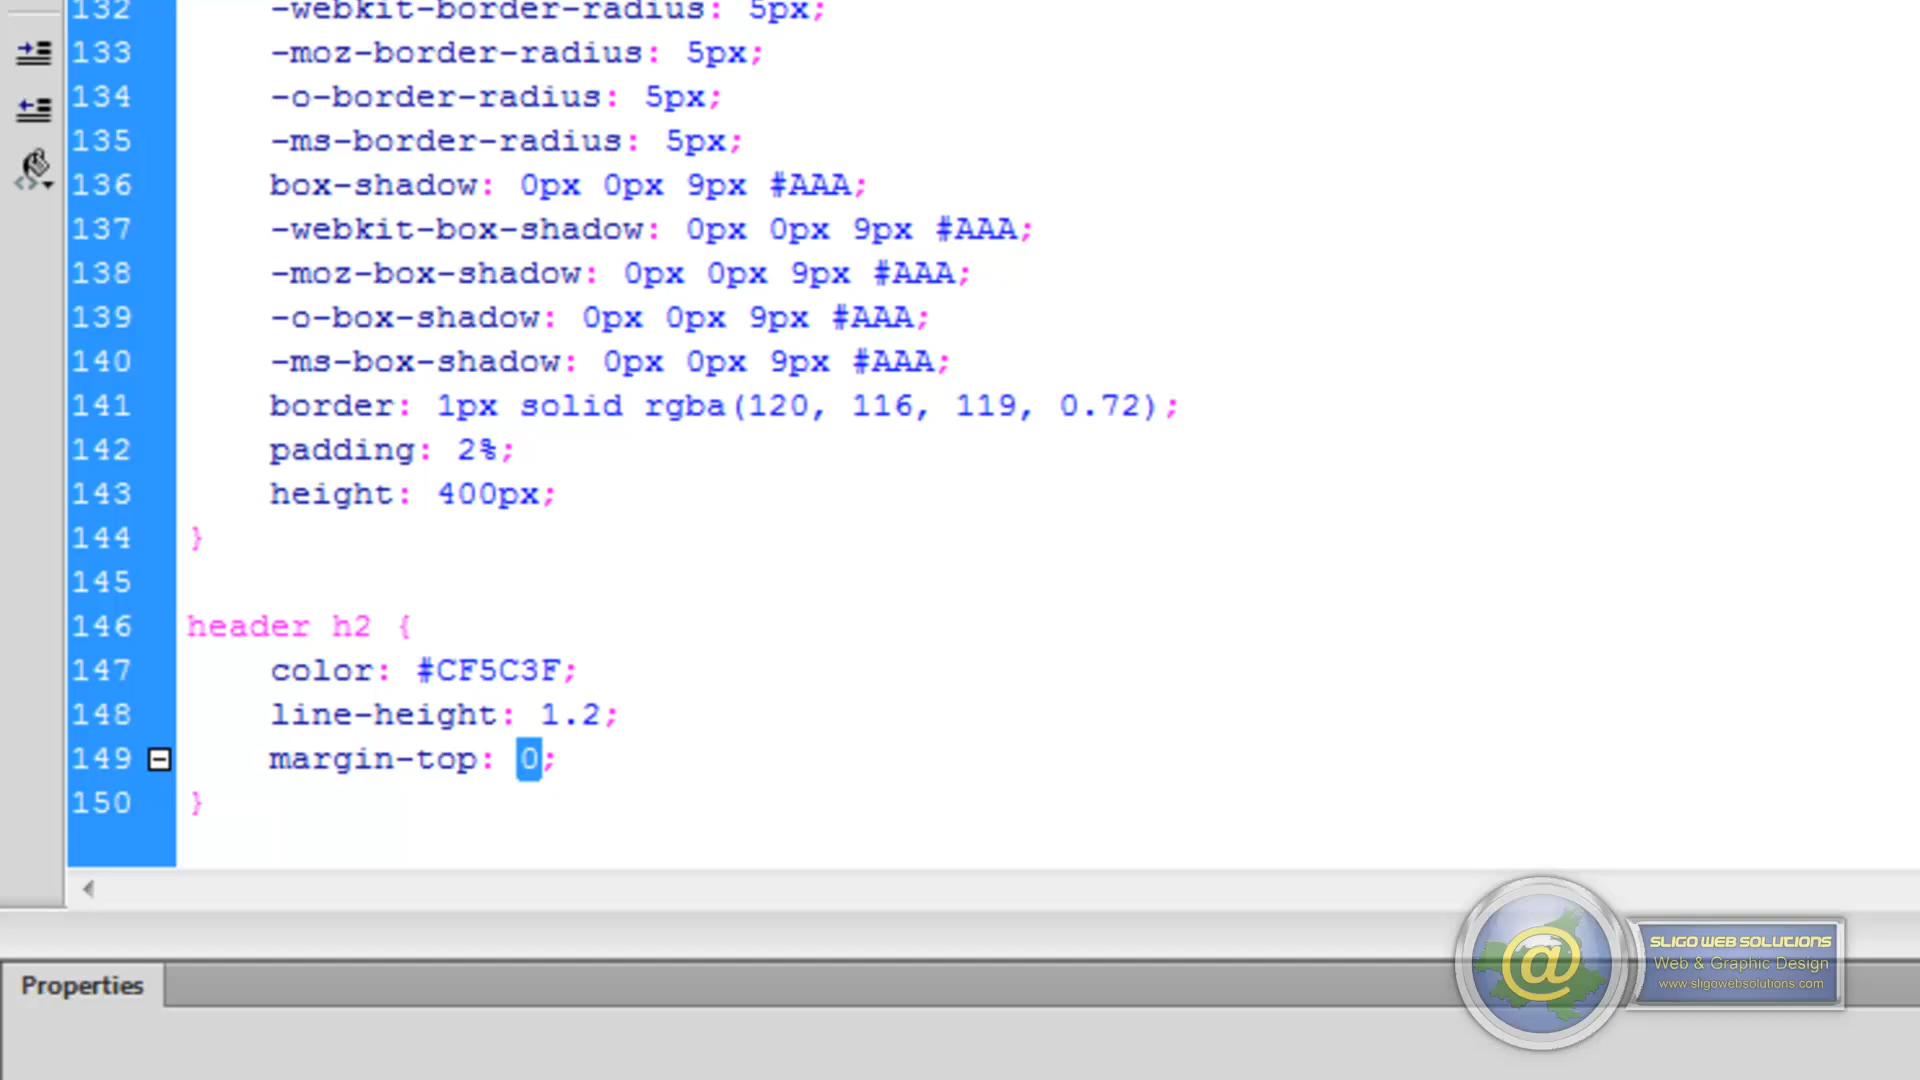 132 -webkit-border-radius: 5px;
133 -moz-border-radius: 5px;
134 -o-border-radius: 5px;
135 -ms-border-radius: 5px;
136 box-shadow: 0px 0px 9px #AAA;
137 -webkit-box-shadow: 0px 0px 9px #AAA;
138 -moz-box-shadow: 0px 0px 9px #AAA;
139 -o-box-shadow: 0px 0px 9px #AAA;
140 -ms-box-shadow: 0px 0px 9px #AAA;
141 border: 1px solid rgba(120, 116, 119, 0.72);
142 padding: 2%;
143 height: 400px;
144 }
145
146 header h2 {
147 color: #CF5C3F;
148 line-height: 1.2;
149 margin-top: 0;
150 }
Properties
@
SLIGO WEB SOLUTIONS
Web & Graphic Design
www.sligowebsolutions.com